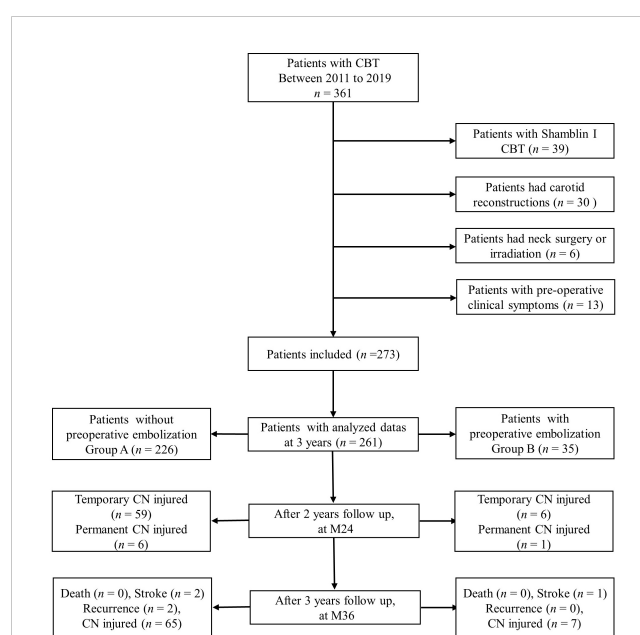 Patients with CBT
Between 2011 to 2019
n = 361
Patients with Shamblin I
CBT (n = 39)
Patients had carotid
reconstructions (n = 30 )
Patients had neck surgery or
irradiation (n = 6)
Patients with pre-operative
clinical symptoms (n = 13)
Patients included (n =273)
Patients without
preoperative embolization
Group A (n = 226)
Patients with analyzed datas
at 3 years (n = 261)
Patients with
preoperative embolization
Group B (n = 35)
Temporary CN injured
(n = 59)
Permanent CN injured
(n = 6)
After 2 years follow up,
at M24
Temporary CN injured
(n = 6)
Permanent CN injured
(n = 1)
Death (n = 0), Stroke (n = 2)
Recurrence (n = 2),
CN injured (n = 65)
After 3 years follow up,
at M36
Death (n = 0), Stroke (n = 1)
Recurrence (n = 0),
CN injured (n = 7)